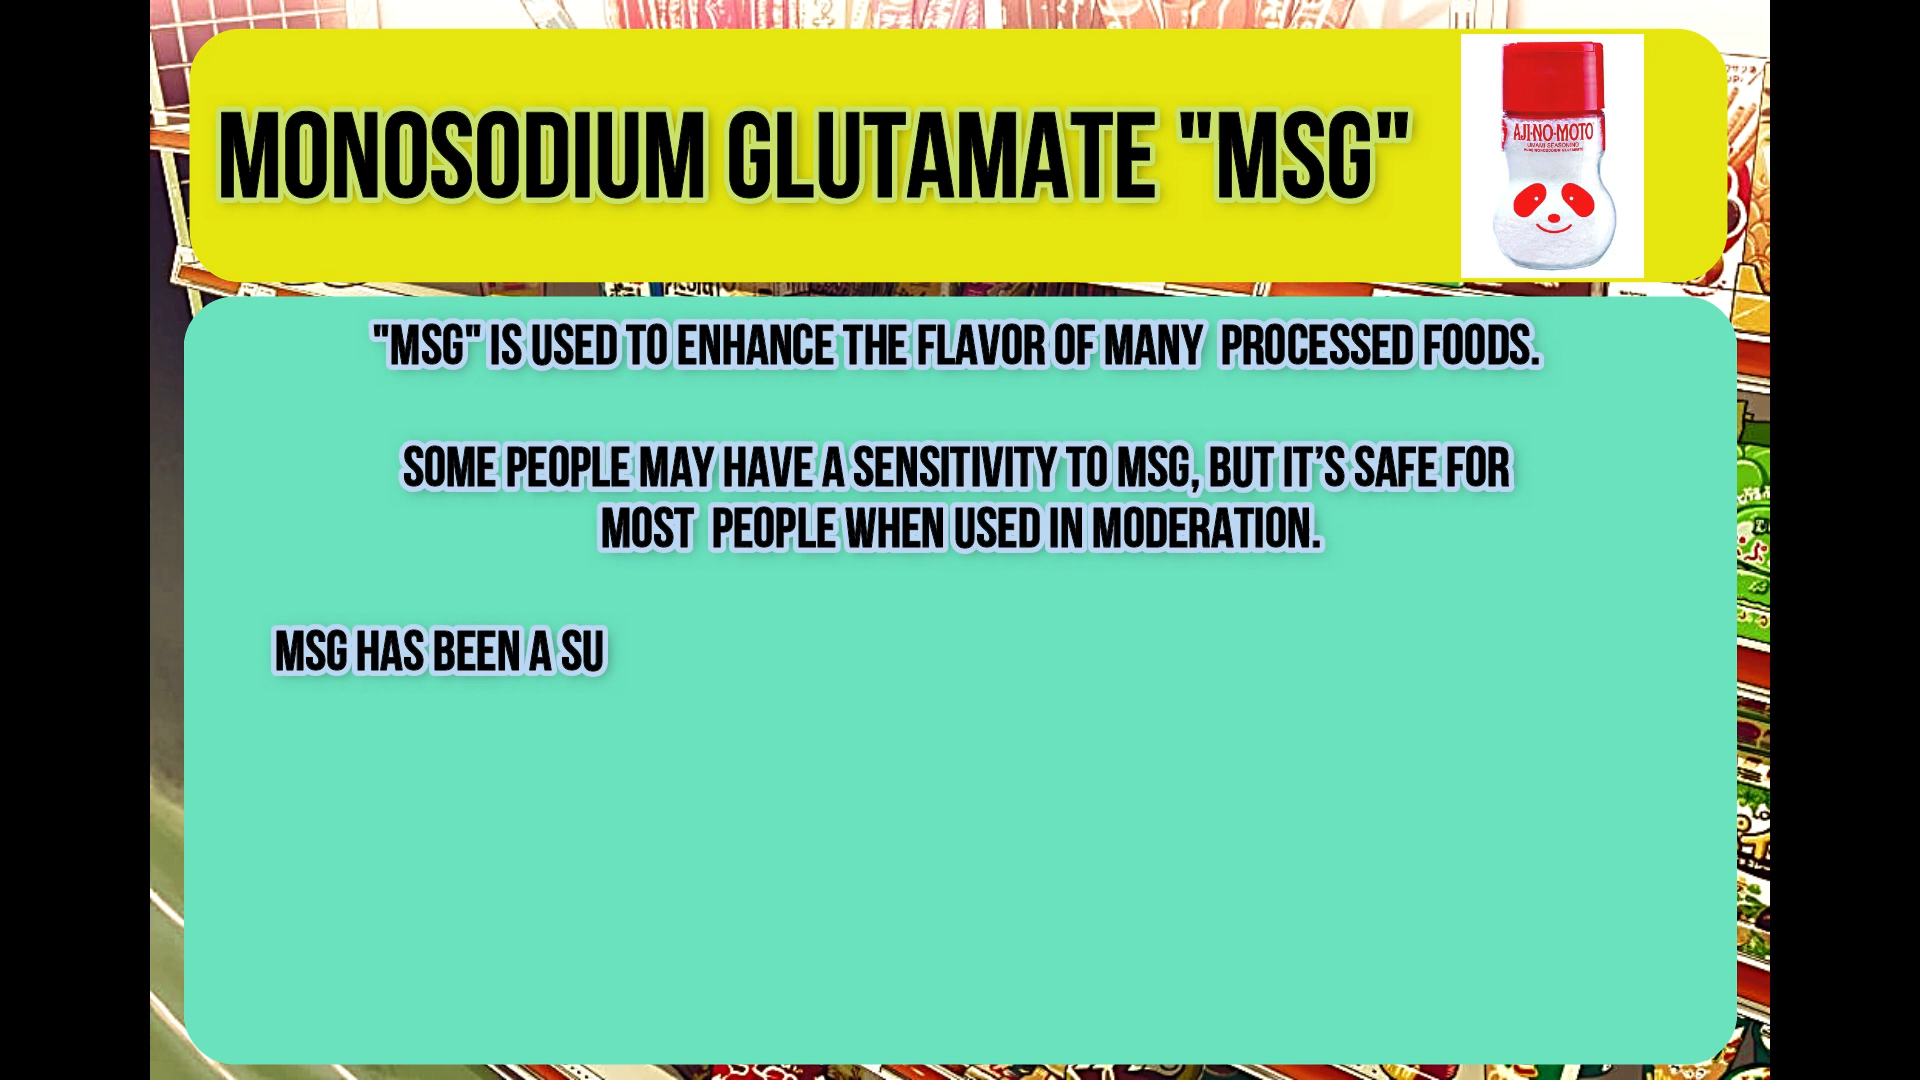 MONOSODIUM GLUTAMATE "MSG"
AJI-NO-MOTO
UMAMI SEASONING
"MSG" IS USED TO ENHANCE THE FLAVOR OF MANY PROCESSED FOODS.
SOME PEOPLE MAY HAVE A SENSITIVITY TO MSG, BUT IT’S SAFE FOR
MOST PEOPLE WHEN USED IN MODERATION.
MSG HAS BEEN A SU